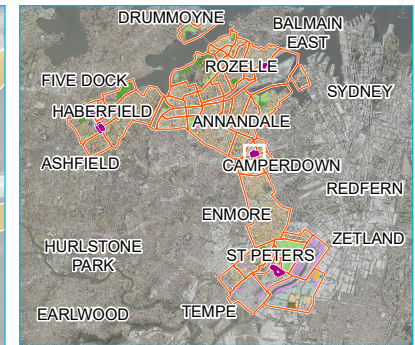 DRUMMOYNE
BALMAIN
EAST
ROZELLE
FIVE DOCK
SYDNEY
HABERFIELD
ANNANDALE
ASHFIELD
CAMPERDOWN
REDFERN
ENMORE
ZETLAND
HURLSTONE
PARK
ST PETERS
TEMPE
EARLWOOD